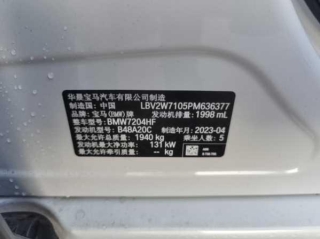 华晨宝马汽车有限公司制造
制造国：中国 LBV2W7105PM636377
品牌：宝马(BMW)牌 发动机排量：1998 mL
整车型号：BMW7204HF
发动机型号：B48A20C 制造年月：2023-04
最大允许总质量：1940 kg 乘坐人数：5
发动机最大净功率：131 kW
最大允许牵引质量：-- kg